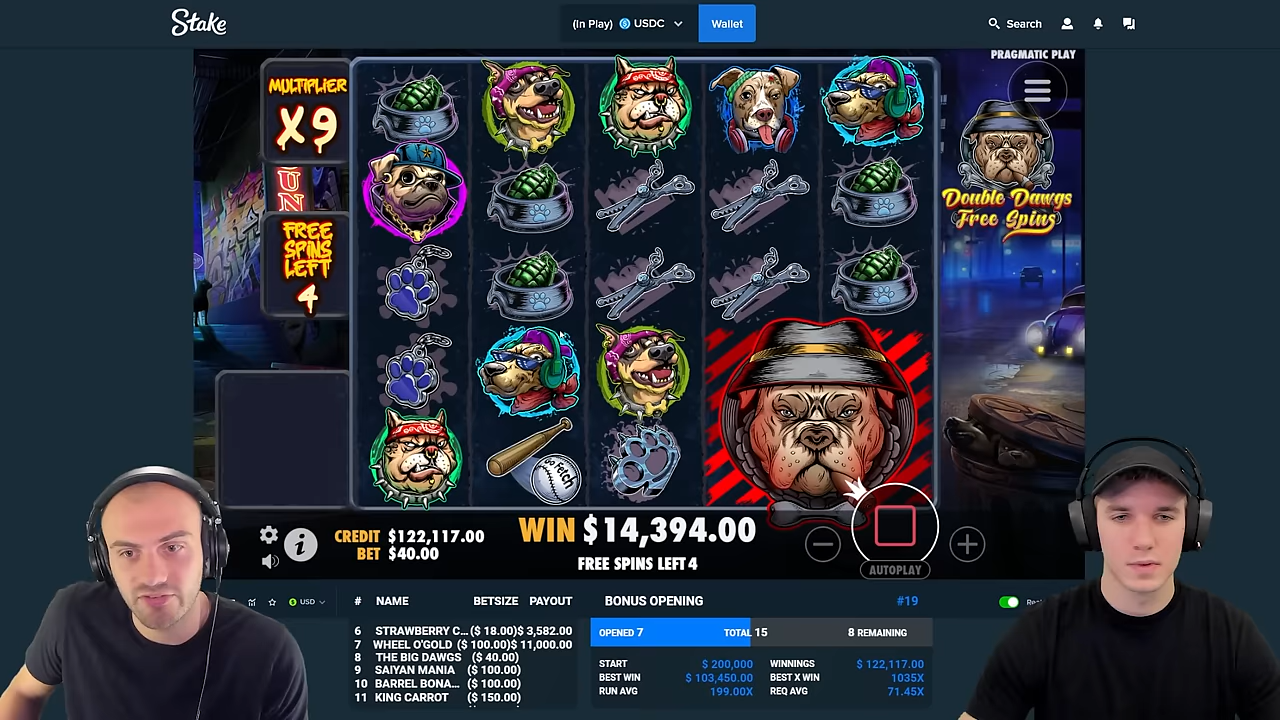 Stake
(In Play) USDC
Wallet
Search
PRAGMATIC PLAY
MULTIPLIER
X9
UN
FREE
SPINS
LEFT
4
Double Dawgs
Free Spins
Go Fetch
CREDIT $122,117.00
BET $40.00
WIN $14,394.00
FREE SPINS LEFT 4
AUTOPLAY
USD
# NAME BETSIZE PAYOUT
6 STRAWBERRY C... ($ 18.00)$ 3,582.00
7 WHEEL O'GOLD ($ 100.00)$ 11,000.00
8 THE BIG DAWGS ($ 40.00)
9 SAIYAN MANIA ($ 100.00)
10 BARREL BONA... ($ 100.00)
11 KING CARROT ($ 150.00)
BONUS OPENING #19
OPENED 7 TOTAL 15 8 REMAINING
START $ 200,000 WINNINGS $ 122,117.00
BEST WIN $ 103,450.00 BEST X WIN 1035X
RUN AVG 199.00X REQ AVG 71.45X